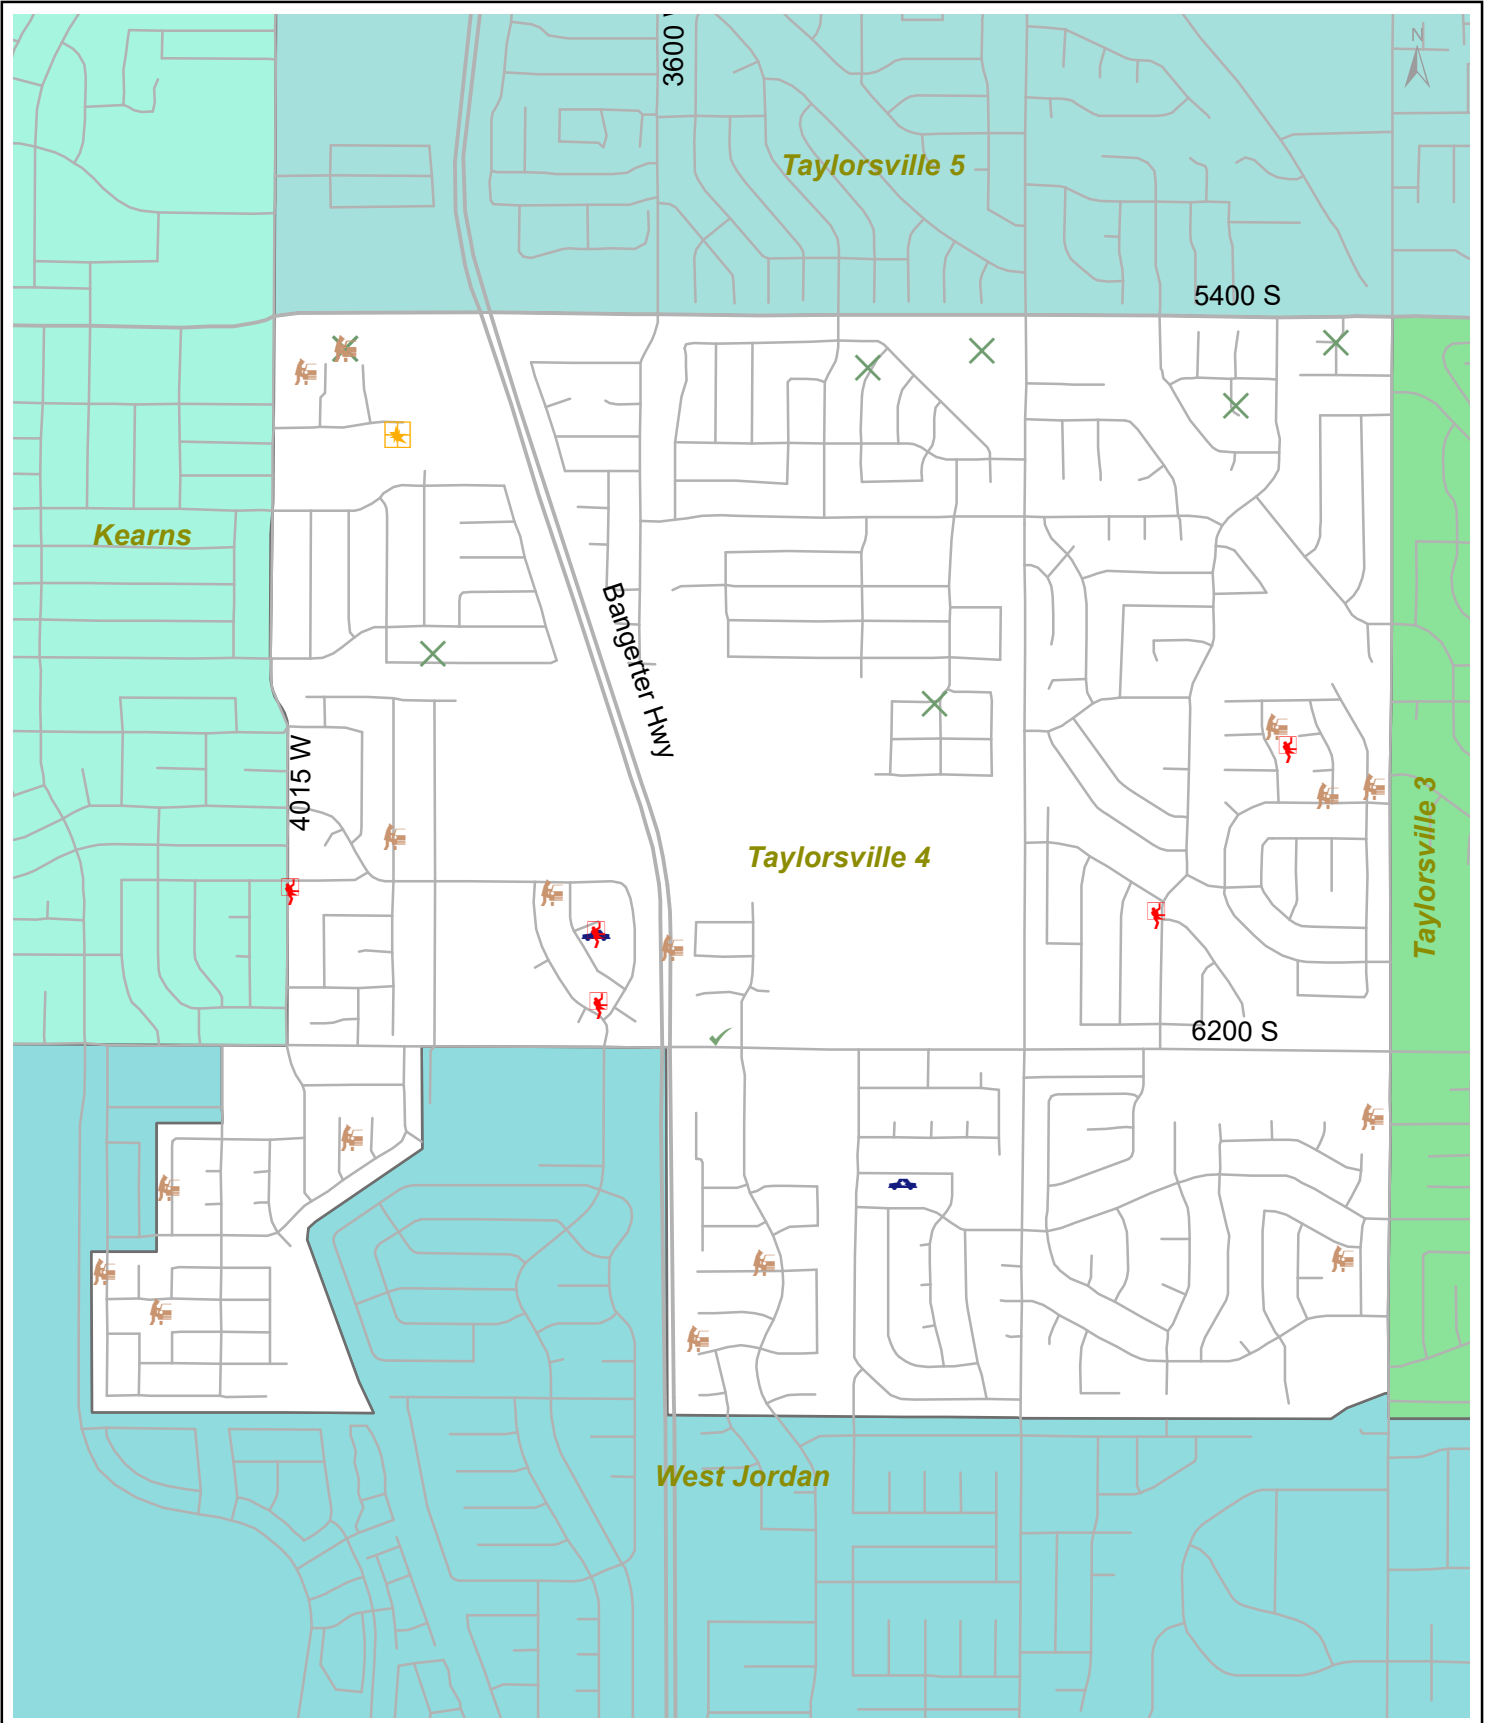 3600
N
Taylorsville 5
5400 S
Kearns
Bangerter Hwy
4015 W
Taylorsville 4
Taylorsville 3
6200 S
West Jordan